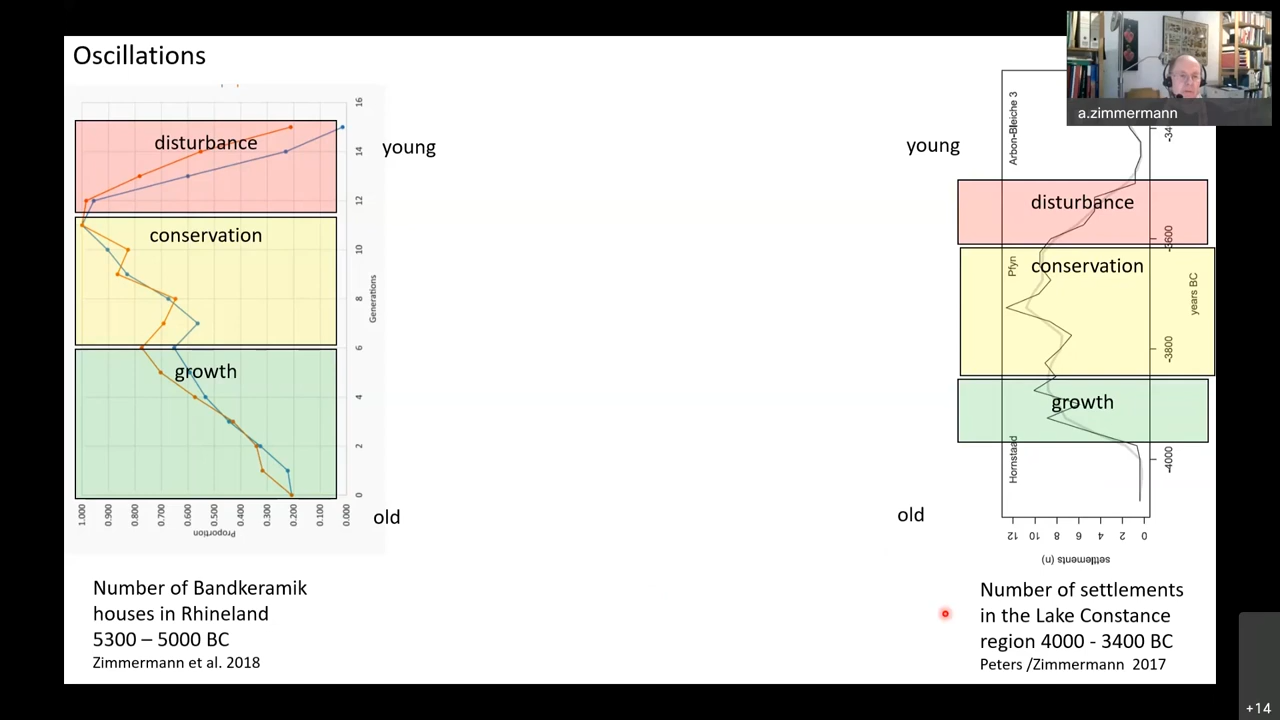 Oscillations
disturbance
conservation
growth
young
old
16
14
12
10
8
6
4
2
0
Generations
1.000
0.900
0.800
0.700
0.600
0.500
0.400
0.300
0.200
0.100
0.000
Proportion
Number of Bandkeramik
houses in Rhineland
5300 – 5000 BC
Zimmermann et al. 2018
young
old
disturbance
conservation
growth
Arbon-Bleiche 3
Pfyn
Hornstaad
-3600
-3800
-4000
years BC
12
10
8
6
4
2
0
settlements (n)
Number of settlements
in the Lake Constance
region 4000 - 3400 BC
Peters /Zimmermann 2017
a.zimmermann
+14